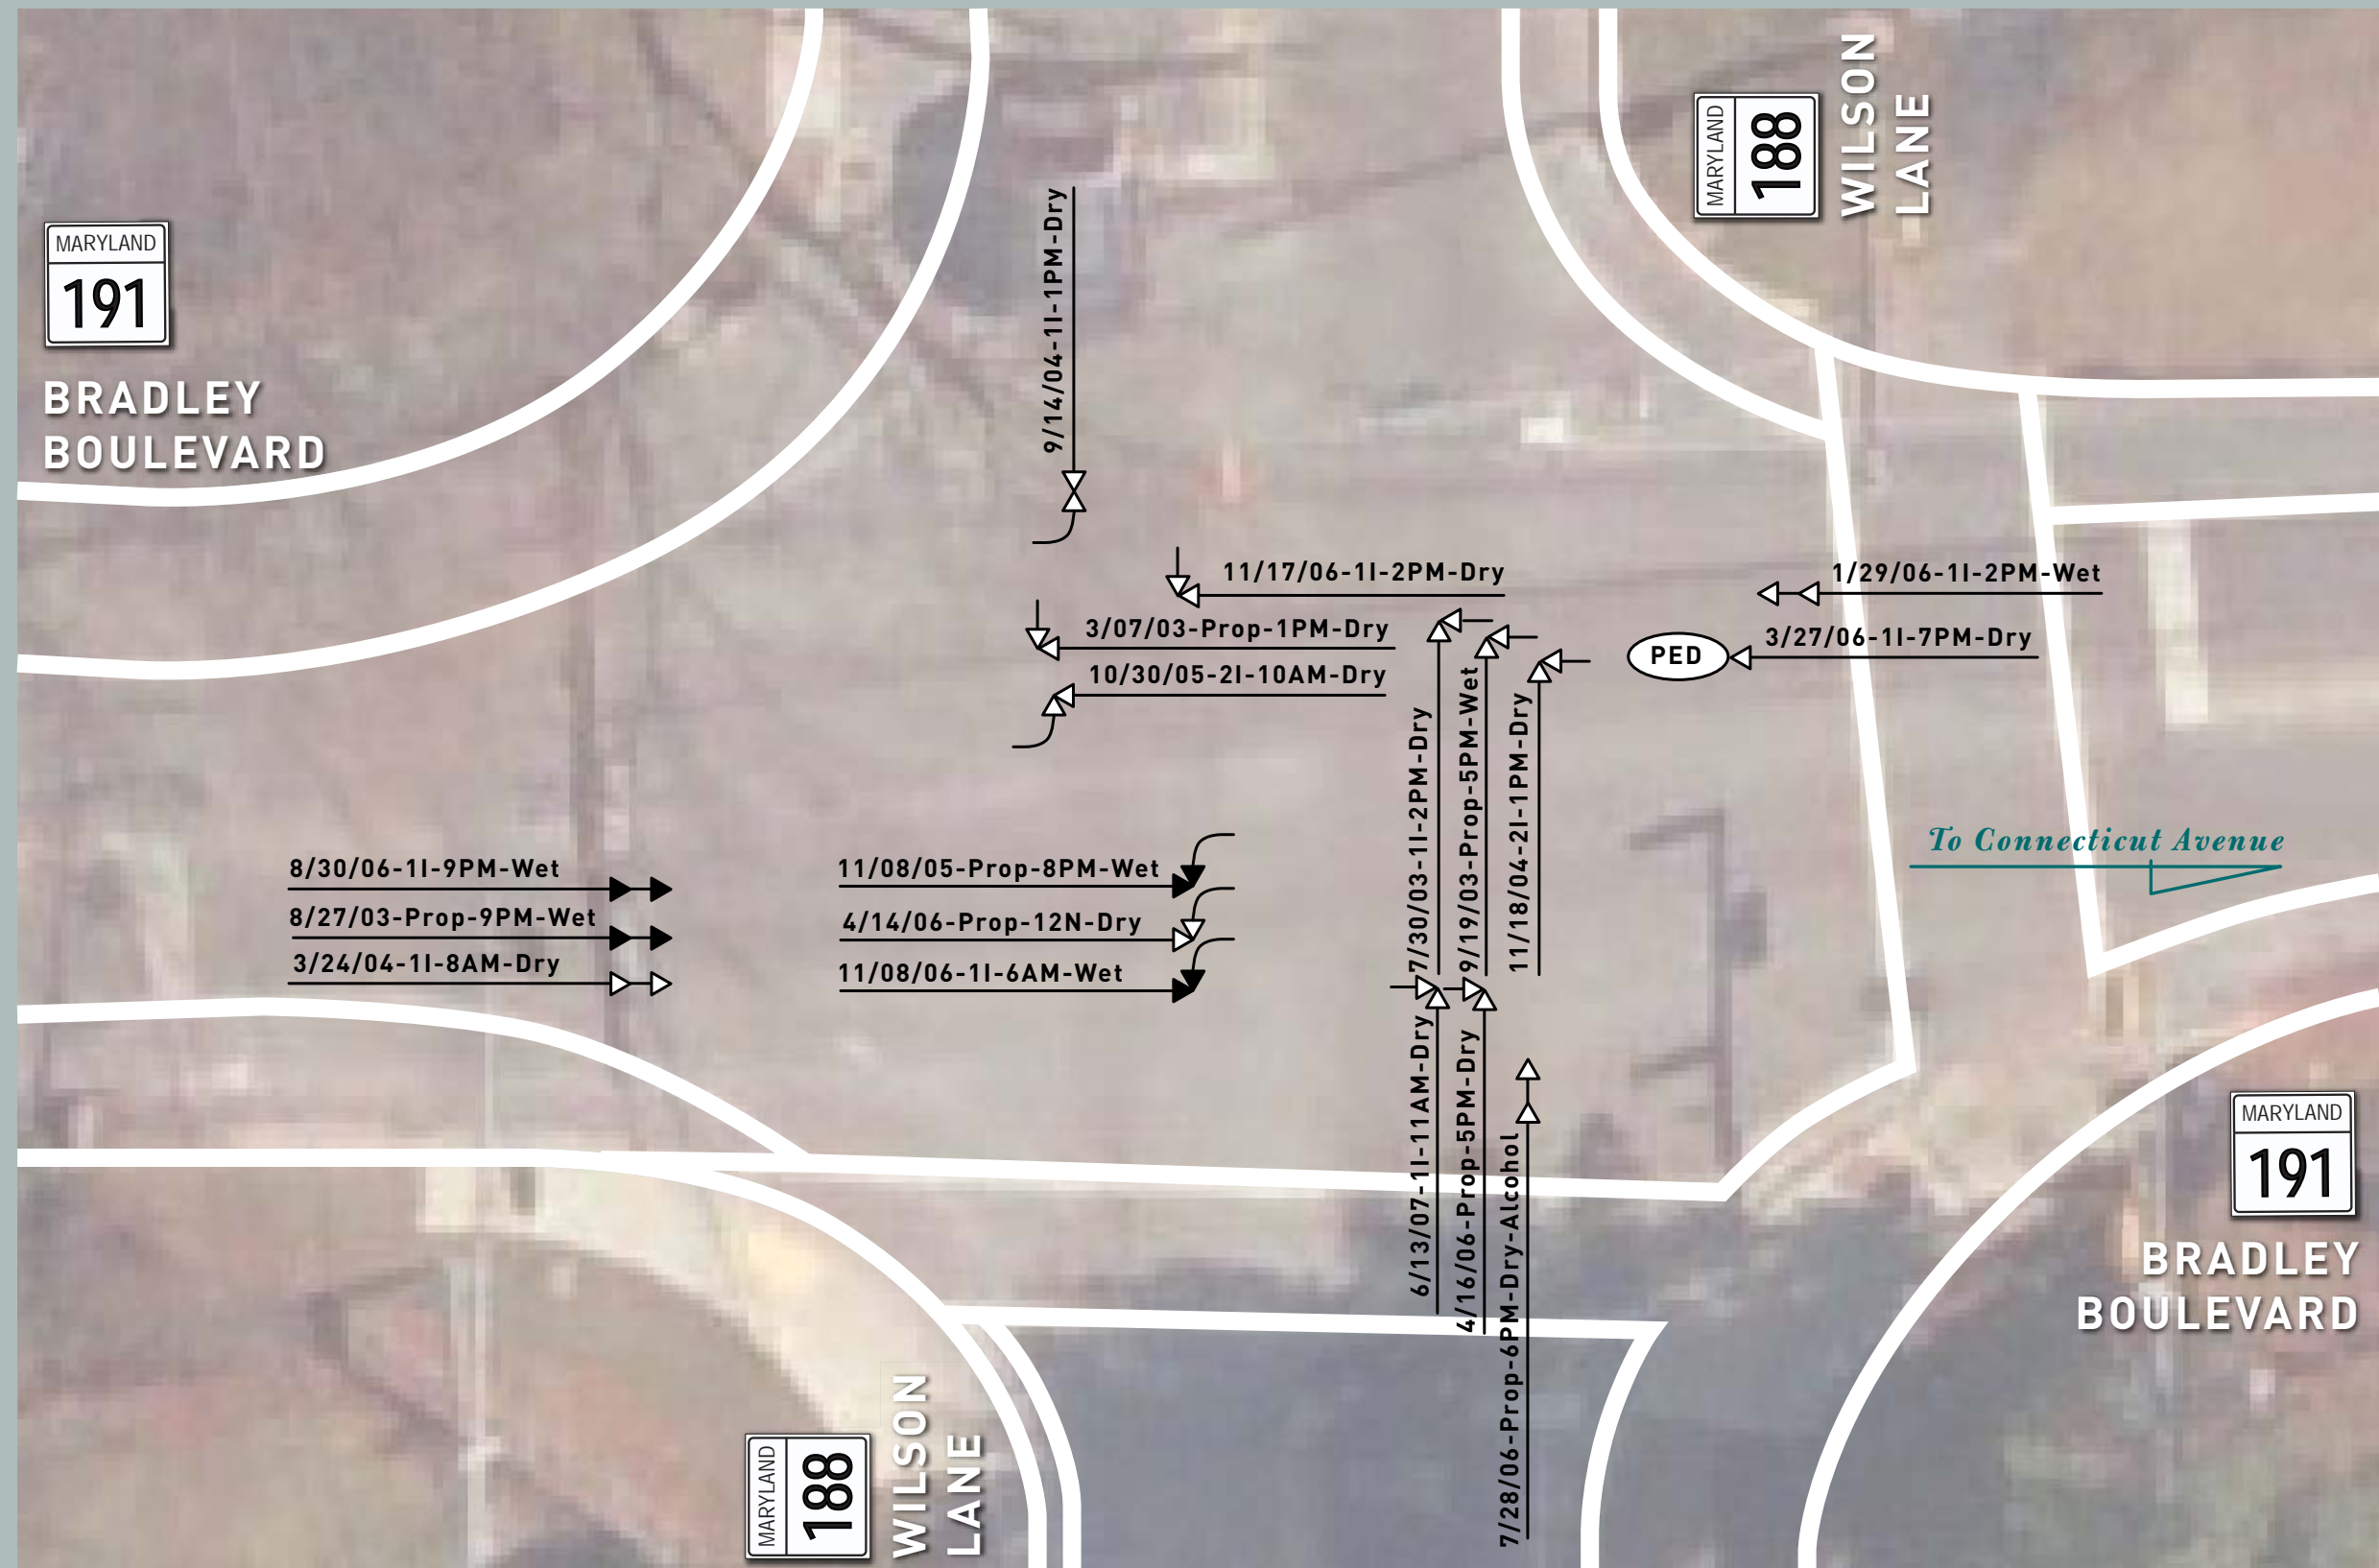 MARYLAND
188
WILSON
LANE
MARYLAND
191
BRADLEY
BOULEVARD
9/14/04-1I-1PM-Dry
11/17/06-1I-2PM-Dry
1/29/06-1I-2PM-Wet
3/07/03-Prop-1PM-Dry
3/27/06-1I-7PM-Dry
PED
10/30/05-2I-10AM-Dry
7/30/03-1I-2PM-Dry
9/19/03-Prop-5PM-Wet
11/18/04-2I-1PM-Dry
To Connecticut Avenue
8/30/06-1I-9PM-Wet
8/27/03-Prop-9PM-Wet
3/24/04-1I-8AM-Dry
11/08/05-Prop-8PM-Wet
4/14/06-Prop-12N-Dry
11/08/06-1I-6AM-Wet
6/13/07-1I-11AM-Dry
4/16/06-Prop-5PM-Dry
7/28/06-Prop-6PM-Dry-Alcohol
MARYLAND
191
BRADLEY
BOULEVARD
MARYLAND
188
WILSON
LANE